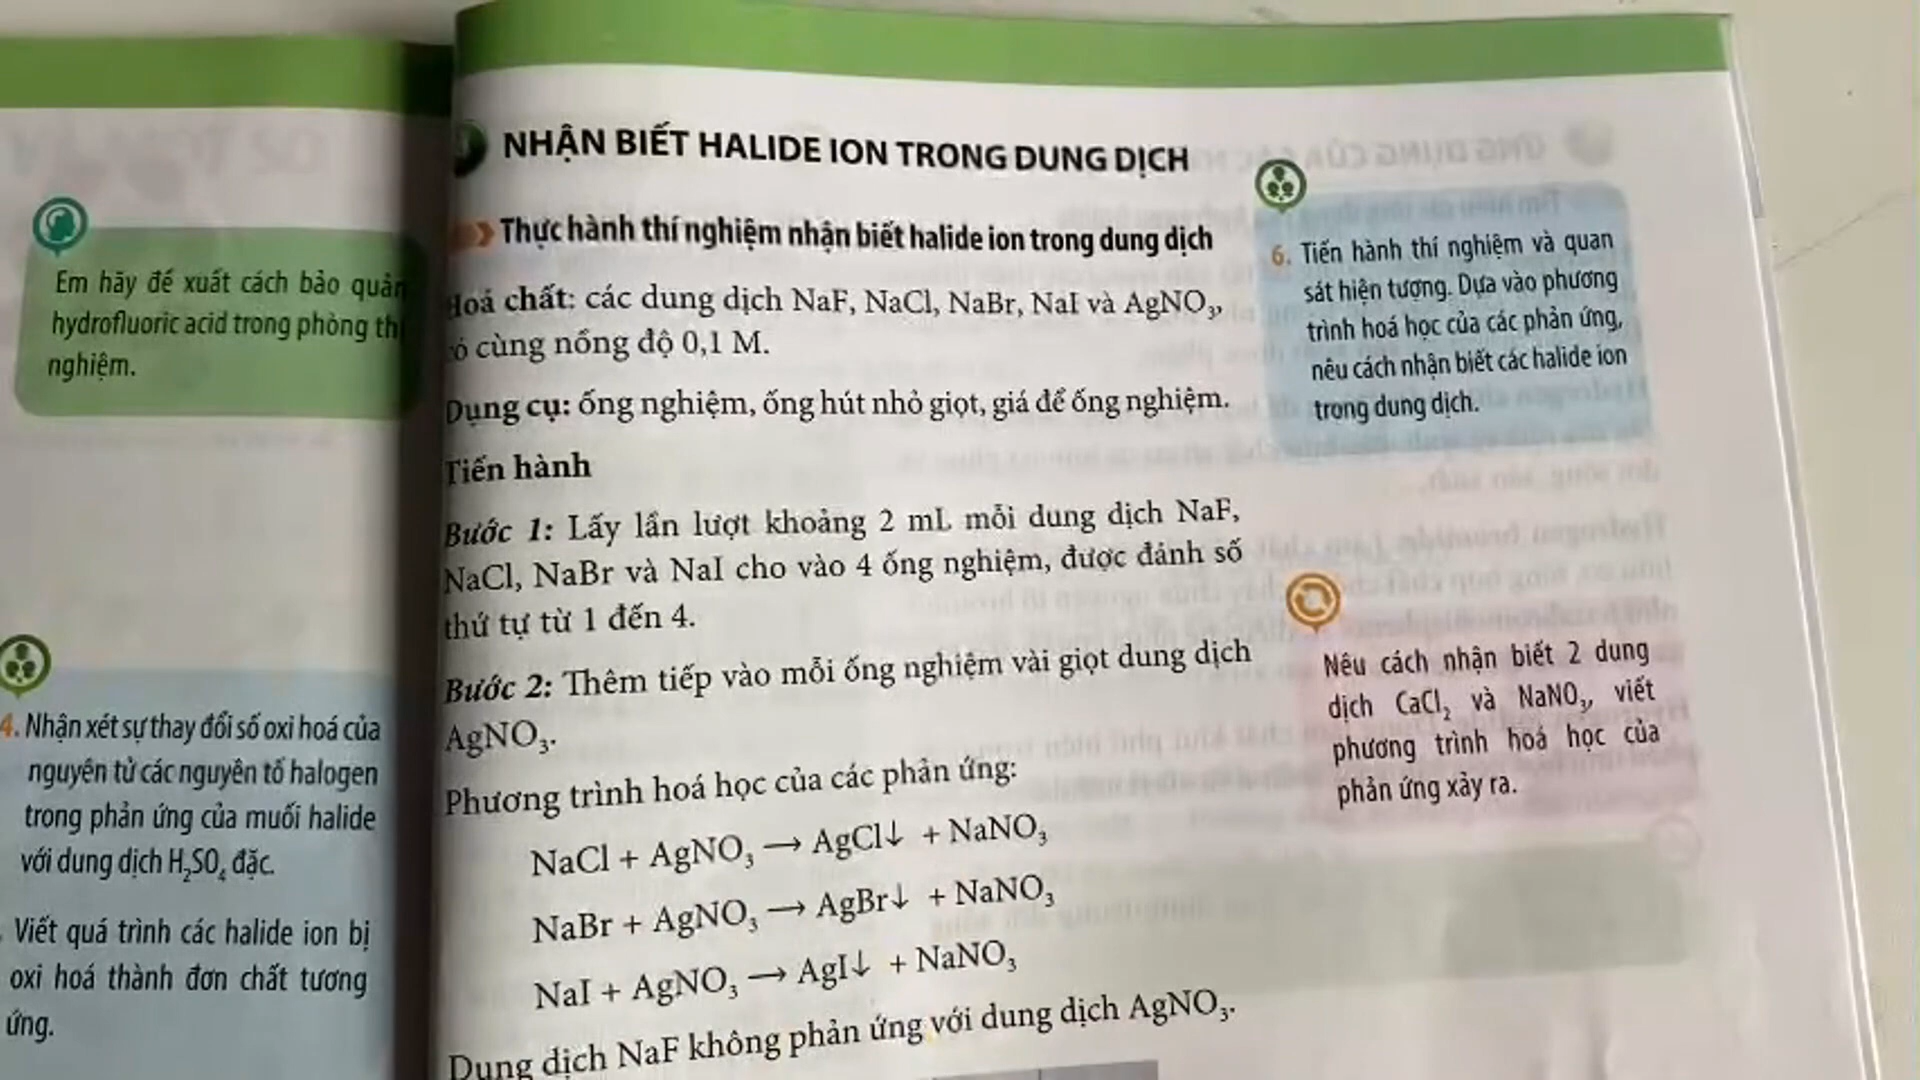 Em hãy đề xuất cách bảo quản
hydrofluoric acid trong phòng thí
nghiệm.
4. Nhận xét sự thay đổi số oxi hoá của
nguyên tử các nguyên tố halogen
trong phản ứng của muối halide
với dung dịch H₂SO₄ đặc.
Viết quá trình các halide ion bị
oxi hoá thành đơn chất tương
ứng.
NHẬN BIẾT HALIDE ION TRONG DUNG DỊCH
Thực hành thí nghiệm nhận biết halide ion trong dung dịch
Hoá chất: các dung dịch NaF, NaCl, NaBr, NaI và AgNO₃,
có cùng nồng độ 0,1 M.
Dụng cụ: ống nghiệm, ống hút nhỏ giọt, giá để ống nghiệm.
Tiến hành
Bước 1: Lấy lần lượt khoảng 2 mL mỗi dung dịch NaF,
NaCl, NaBr và NaI cho vào 4 ống nghiệm, được đánh số
thứ tự từ 1 đến 4.
Bước 2: Thêm tiếp vào mỗi ống nghiệm vài giọt dung dịch
AgNO₃.
Phương trình hoá học của các phản ứng:
NaCl + AgNO₃ → AgCl↓ + NaNO₃
NaBr + AgNO₃ → AgBr↓ + NaNO₃
NaI + AgNO₃ → AgI↓ + NaNO₃
Dung dịch NaF không phản ứng với dung dịch AgNO₃.
6. Tiến hành thí nghiệm và quan
sát hiện tượng. Dựa vào phương
trình hoá học của các phản ứng,
nêu cách nhận biết các halide ion
trong dung dịch.
Nêu cách nhận biết 2 dung
dịch CaCl₂ và NaNO₃, viết
phương trình hoá học của
phản ứng xảy ra.